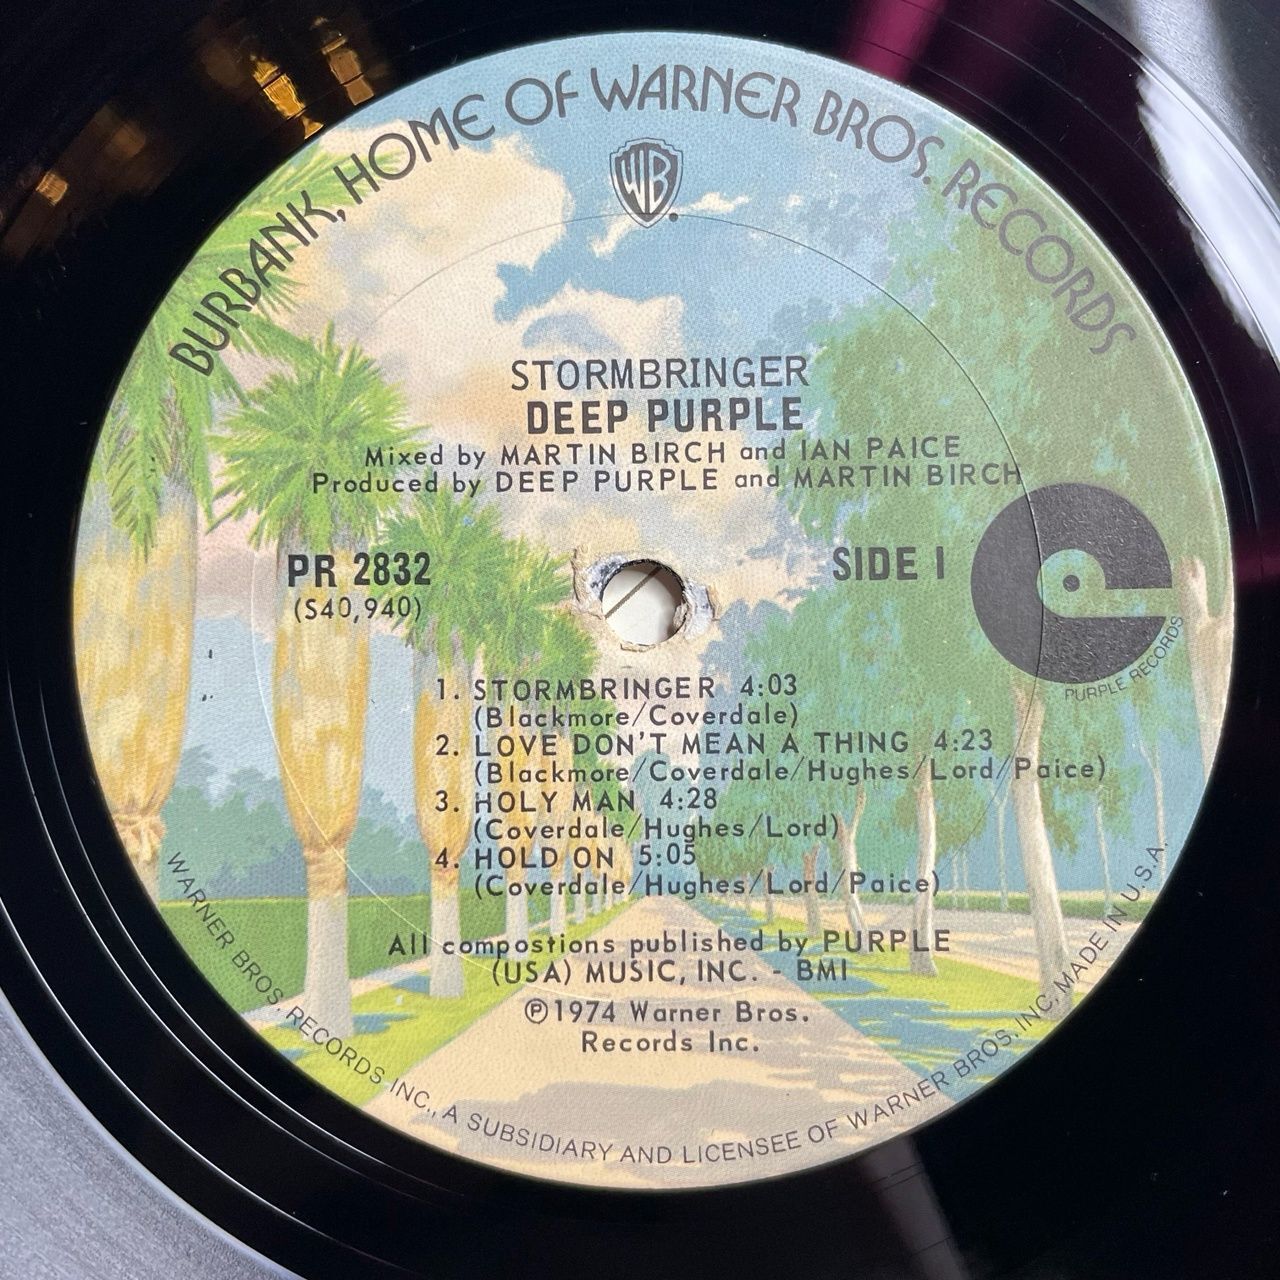 BURBANK, HOME OF WARNER BROS. RECORDS
WB
STORMBRINGER
DEEP PURPLE
Mixed by MARTIN BIRCH and IAN PAICE
Produced by DEEP PURPLE and MARTIN BIRCH
PR 2832
(S40,940)
SIDE I
PURPLE RECORDS
1. STORMBRINGER 4:03
(Blackmore/Coverdale)
2. LOVE DON'T MEAN A THING 4:23
(Blackmore/Coverdale/Hughes/Lord/Paice)
3. HOLY MAN 4:28
(Coverdale/Hughes/Lord)
4. HOLD ON 5:05
(Coverdale/Hughes/Lord/Paice)
All compostions published by PURPLE
(USA) MUSIC, INC. - BMI
℗1974 Warner Bros.
Records Inc.
WARNER BROS. RECORDS INC., A SUBSIDIARY AND LICENSEE OF WARNER BROS. INC. MADE IN U.S.A.